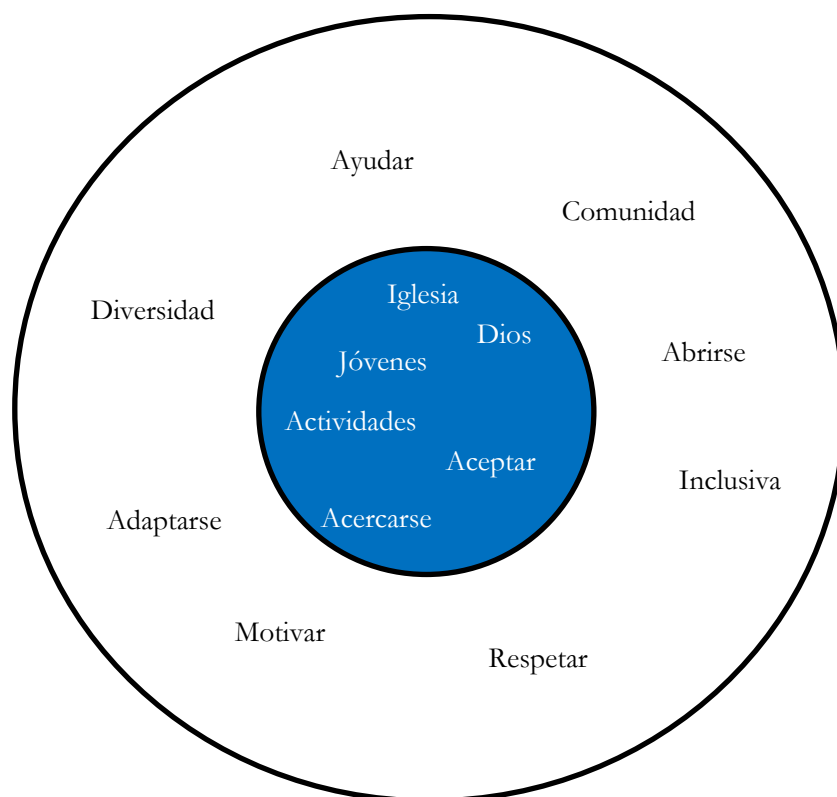 Ayudar
Comunidad
Iglesia
Diversidad
Dios
Abrirse
Jóvenes
Actividades
Aceptar
Inclusiva
Adaptarse
Acercarse
Motivar
Respetar